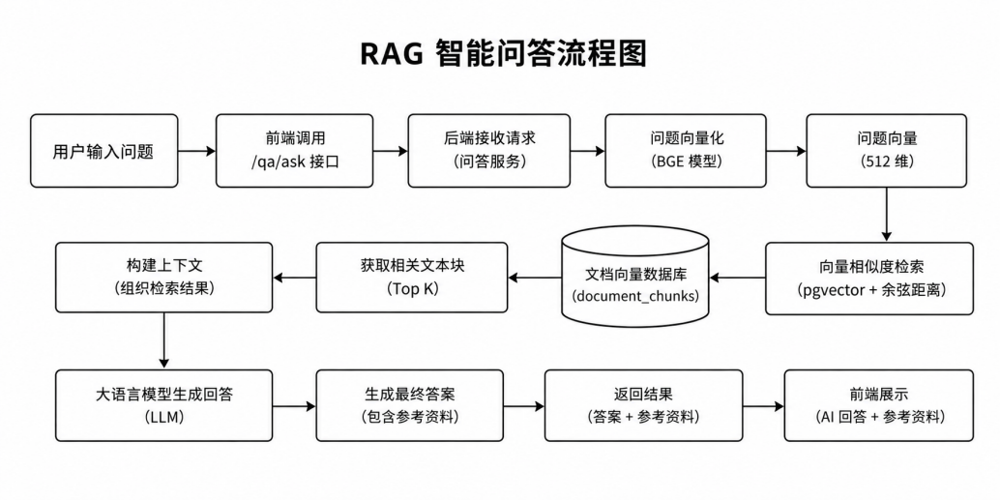 RAG 智能问答流程图
用户输入问题
前端调用
/qa/ask 接口
后端接收请求
（问答服务）
问题向量化
（BGE 模型）
问题向量
（512 维）
向量相似度检索
（pgvector + 余弦距离）
文档向量数据库
（document_chunks）
获取相关文本块
（Top K）
构建上下文
（组织检索结果）
大语言模型生成回答
（LLM）
生成最终答案
（包含参考资料）
返回结果
（答案 + 参考资料）
前端展示
（AI 回答 + 参考资料）